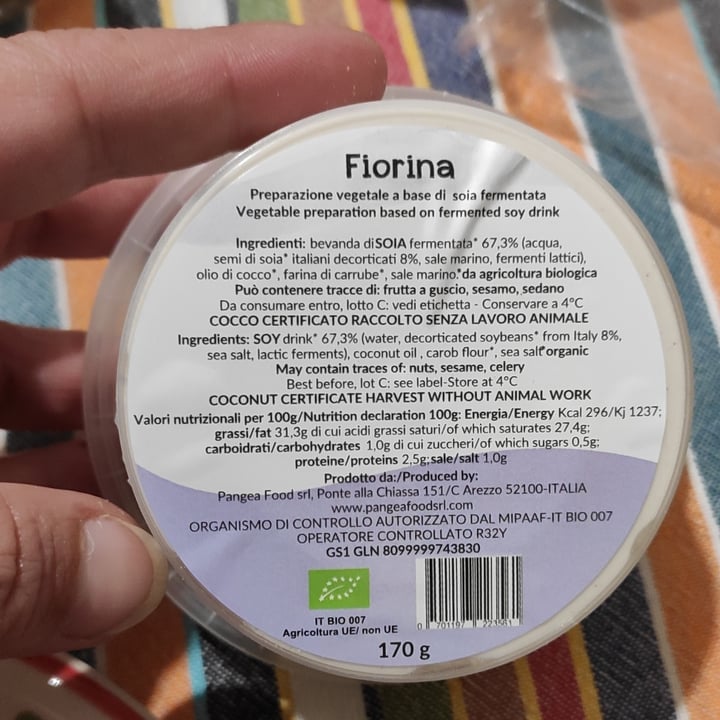 Fiorina
Preparazione vegetale a base di soia fermentata
Vegetable preparation based on fermented soy drink
Ingredienti: bevanda di SOIA fermentata* 67,3% (acqua,
semi di soia* italiani decorticati 8%, sale marino, fermenti lattici),
olio di cocco*, farina di carrube*, sale marino.*da agricoltura biologica
Può contenere tracce di: frutta a guscio, sesamo, sedano
Da consumare entro, lotto C: vedi etichetta - Conservare a 4°C
COCCO CERTIFICATO RACCOLTO SENZA LAVORO ANIMALE
Ingredients: SOY drink* 67,3% (water, decorticated soybeans* from Italy 8%,
sea salt, lactic ferments), coconut oil , carob flour*, sea salt*organic
May contain traces of: nuts, sesame, celery
Best before, lot C: see label-Store at 4°C
COCONUT CERTIFICATE HARVEST WITHOUT ANIMAL WORK
Valori nutrizionali per 100g/Nutrition declaration 100g: Energia/Energy Kcal 296/Kj 1237;
grassi/fat 31,3g di cui acidi grassi saturi/of which saturates 27,4g;
carboidrati/carbohydrates 1,0g di cui zuccheri/of which sugars 0,5g;
proteine/proteins 2,5g;sale/salt 1,0g
Prodotto da:/Produced by:
Pangea Food srl, Ponte alla Chiassa 151/C Arezzo 52100-ITALIA
www.pangeafoodsrl.com
ORGANISMO DI CONTROLLO AUTORIZZATO DAL MIPAAF-IT BIO 007
OPERATORE CONTROLLATO R32Y
GS1 GLN 8099999743830
IT BIO 007
Agricoltura UE/ non UE
0 701197 223561
170 g